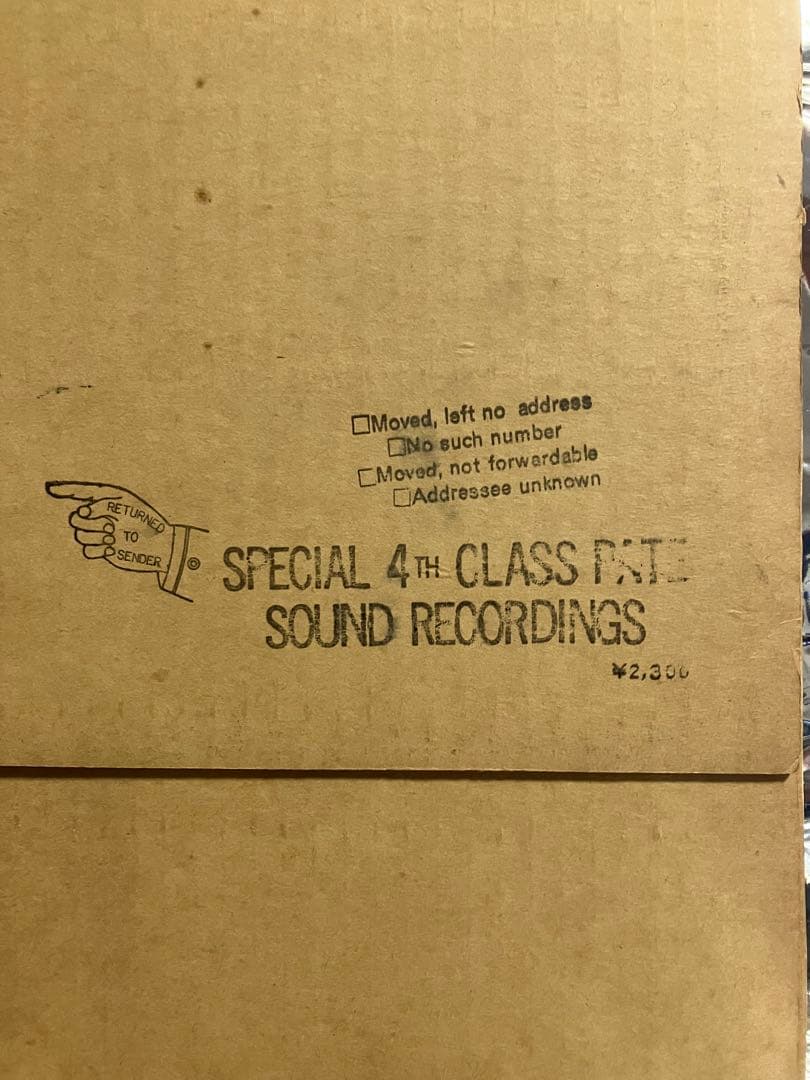 ☐Moved, left no address
☐No such number
☐Moved, not forwardable
☐Addressee unknown
RETURNED
TO
SENDER
SPECIAL 4TH CLASS RATE
SOUND RECORDINGS
¥2,300